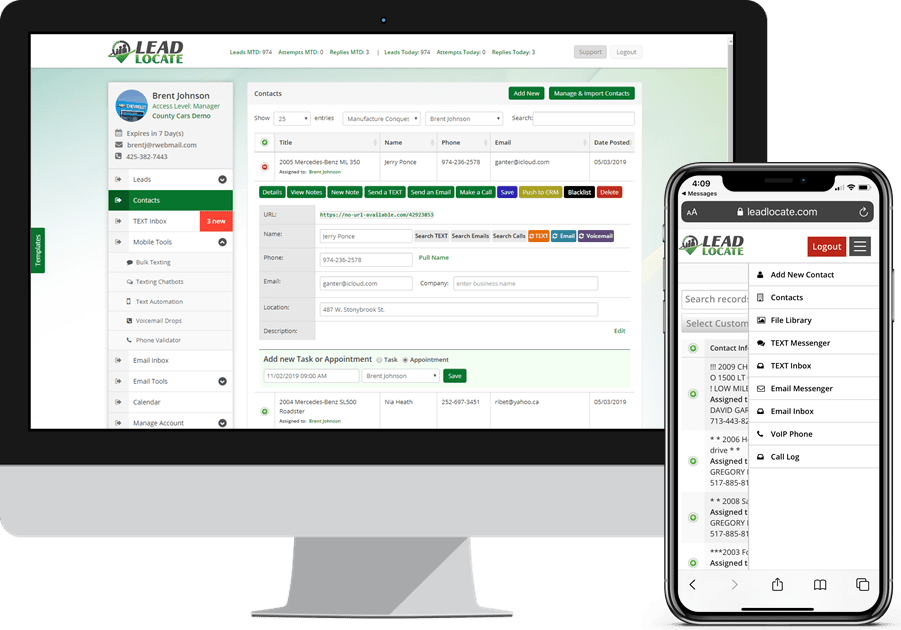 LEAD
LOCATE
Leads MTD: 974 Attempts MTD: 0 Replies MTD: 3 | Leads Today: 974 Attempts Today: 0 Replies Today: 3
Support Logout
Brent Johnson
Access Level: Manager
County Cars Demo
CHEVROLET
Expires in 7 Day(s)
brentj@rwebmail.com
425-382-7443
Leads
Contacts
TEXT Inbox 3 new
Mobile Tools
Bulk Texting
Texting Chatbots
Text Automation
Voicemail Drops
Phone Validator
Email Inbox
Email Tools
Calendar
Manage Account
Templates
Contacts Add New Manage & Import Contacts
Show 25 entries Manufacture Conques Brent Johnson Search:
Title Name Phone Email Date Posted
2005 Mercedes-Benz ML 350 Jerry Ponce 974-236-2578 ganter@icloud.com 05/03/2019
Assigned to: Brent Johnson
Details View Notes New Note Send a TEXT Send an Email Make a Call Save Push to CRM Blacklist Delete
URL: https://no-url-available.com/42923853
Name: Jerry Ponce Search TEXT Search Emails Search Calls TEXT Email Voicemail
Phone: 974-236-2578 Pull Name
Email: ganter@icloud.com Company: enter business name
Location: 487 W. Stonybrook St.
Description: Edit
Add new Task or Appointment Task Appointment
11/02/2019 09:00 AM Brent Johnson Save
2004 Mercedes-Benz SL500 Nia Heath 252-697-3451 ribet@yahoo.ca 05/03/2019
Roadster
Assigned to: Brent Johnson
4:09
Messages
AA leadlocate.com
LEAD
LOCATE
Logout
Add New Contact
Contacts
File Library
TEXT Messenger
TEXT Inbox
Email Messenger
Email Inbox
VoIP Phone
Call Log
Search records
Select Custom
Contact Inf
!!! 2009 CH
O 1500 LT
! LOW MILE
Assigned t
DAVID GAR
713-443-82
* * 2006 H
drive * *
Assigned t
GREGORY
517-885-81
* * 2008 Sa
Assigned t
GREGORY
517-885-81
***2003 Fo
Assigned t